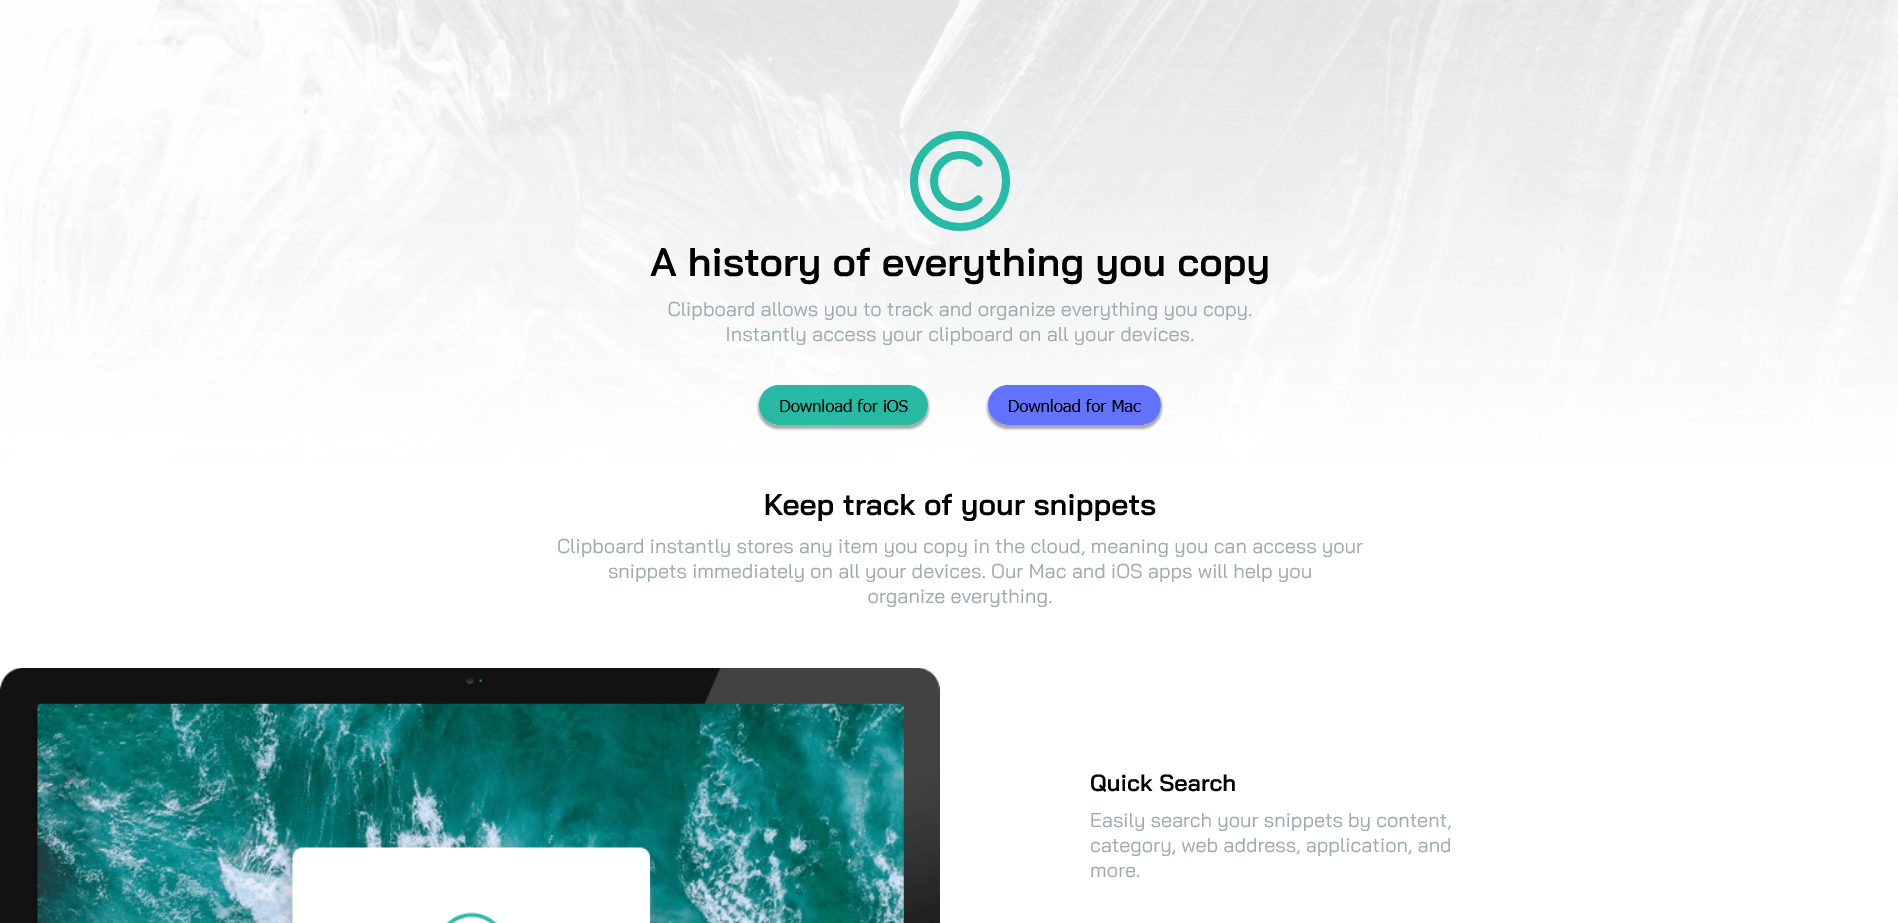 A history of everything you copy
Clipboard allows you to track and organize everything you copy.
Instantly access your clipboard on all your devices.
Download for iOS
Download for Mac
Keep track of your snippets
Clipboard instantly stores any item you copy in the cloud, meaning you can access your
snippets immediately on all your devices. Our Mac and iOS apps will help you
organize everything.
Quick Search
Easily search your snippets by content,
category, web address, application, and
more.